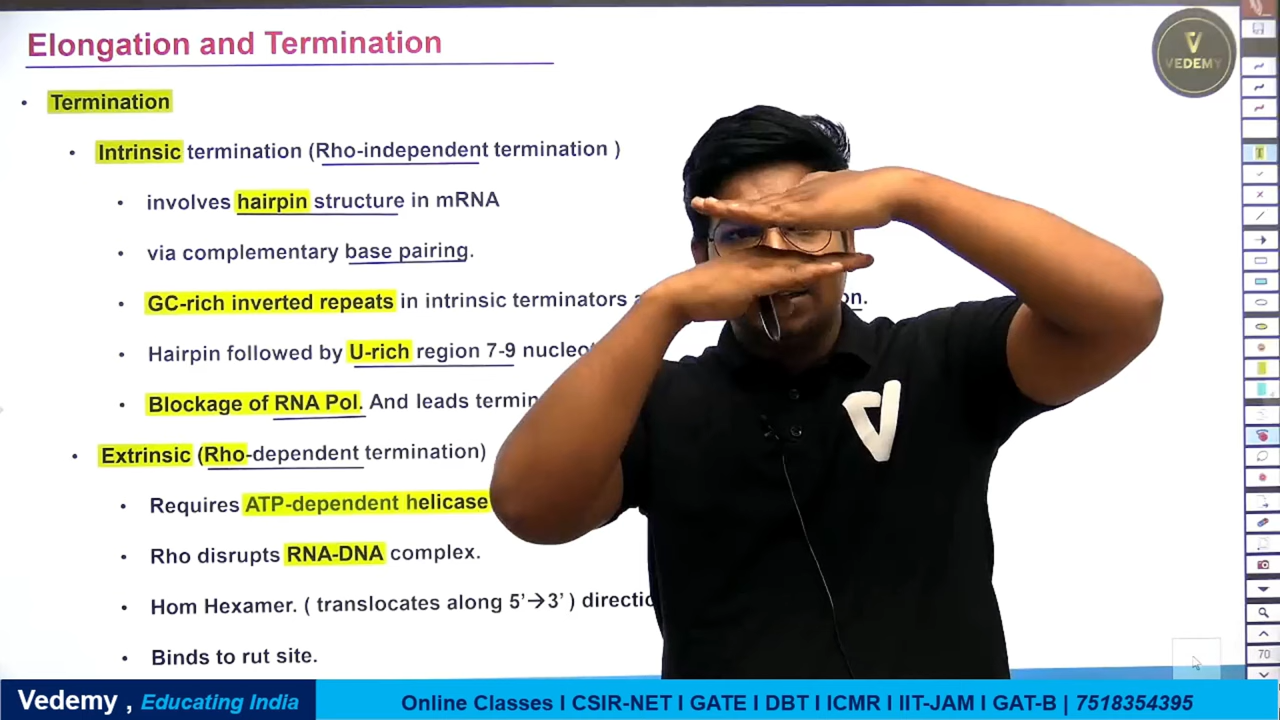 Elongation and Termination
VEDEMY
• Termination
• Intrinsic termination (Rho-independent termination )
• involves hairpin structure in mRNA
• via complementary base pairing.
• GC-rich inverted repeats in intrinsic terminators on.
• Hairpin followed by U-rich region 7-9
• Blockage of RNA Pol. And leads
• Extrinsic (Rho-dependent termination)
• Requires ATP-dependent helicase
• Rho disrupts RNA-DNA complex.
• Hom Hexamer. ( translocates along 5'→3' )
• Binds to rut site.
70
Vedemy , Educating India
Online Classes I CSIR-NET I GATE I DBT I ICMR I IIT-JAM I GAT-B | 7518354395